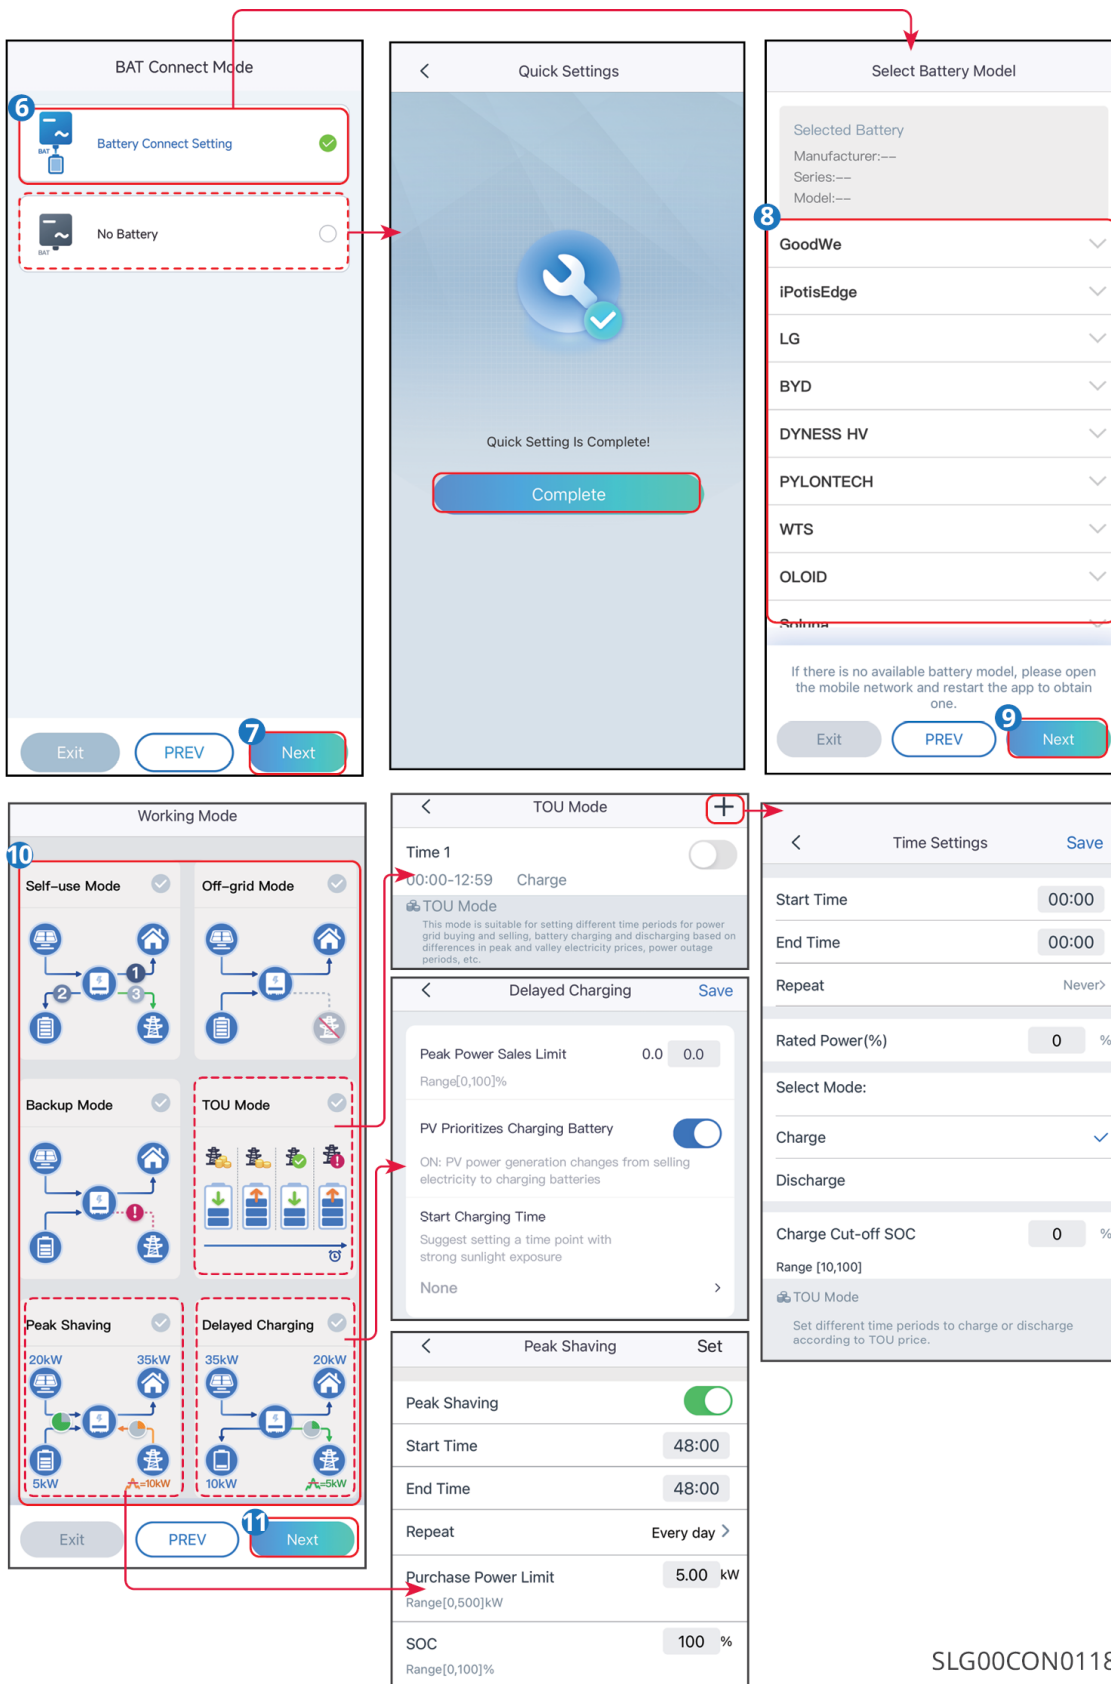 BAT Connect Mode
6
BAT
Battery Connect Setting
BAT
No Battery
7
Exit
PREV
Next
Quick Settings
Quick Setting Is Complete!
Complete
Select Battery Model
Selected Battery
Manufacturer:--
Series:--
Model:--
8
GoodWe
iPotisEdge
LG
BYD
DYNESS HV
PYLONTECH
WTS
OLOID
Soluna
If there is no available battery model, please open
the mobile network and restart the app to obtain
one.
9
Exit
PREV
Next
Working Mode
10
Self-use Mode
Off-grid Mode
1
2
3
Backup Mode
TOU Mode
Peak Shaving
Delayed Charging
20kW
35kW
35kW
20kW
5kW
=10kW
10kW
=5kW
11
Exit
PREV
Next
TOU Mode
Time 1
00:00-12:59
Charge
TOU Mode
This mode is suitable for setting different time periods for power
grid buying and selling, battery charging and discharging based on
differences in peak and valley electricity prices, power outage
periods, etc.
Delayed Charging
Save
Peak Power Sales Limit
0.0
0.0
Range[0,100]%
PV Prioritizes Charging Battery
ON: PV power generation changes from selling
electricity to charging batteries
Start Charging Time
Suggest setting a time point with
strong sunlight exposure
None
Peak Shaving
Set
Peak Shaving
Start Time
48:00
End Time
48:00
Repeat
Every day
Purchase Power Limit
5.00 kW
Range[0,500]kW
SOC
100 %
Range[0,100]%
Time Settings
Save
Start Time
00:00
End Time
00:00
Repeat
Never
Rated Power(%)
0 %
Select Mode:
Charge
Discharge
Charge Cut-off SOC
0 %
Range [10,100]
TOU Mode
Set different time periods to charge or discharge
according to TOU price.
SLG00CON0118